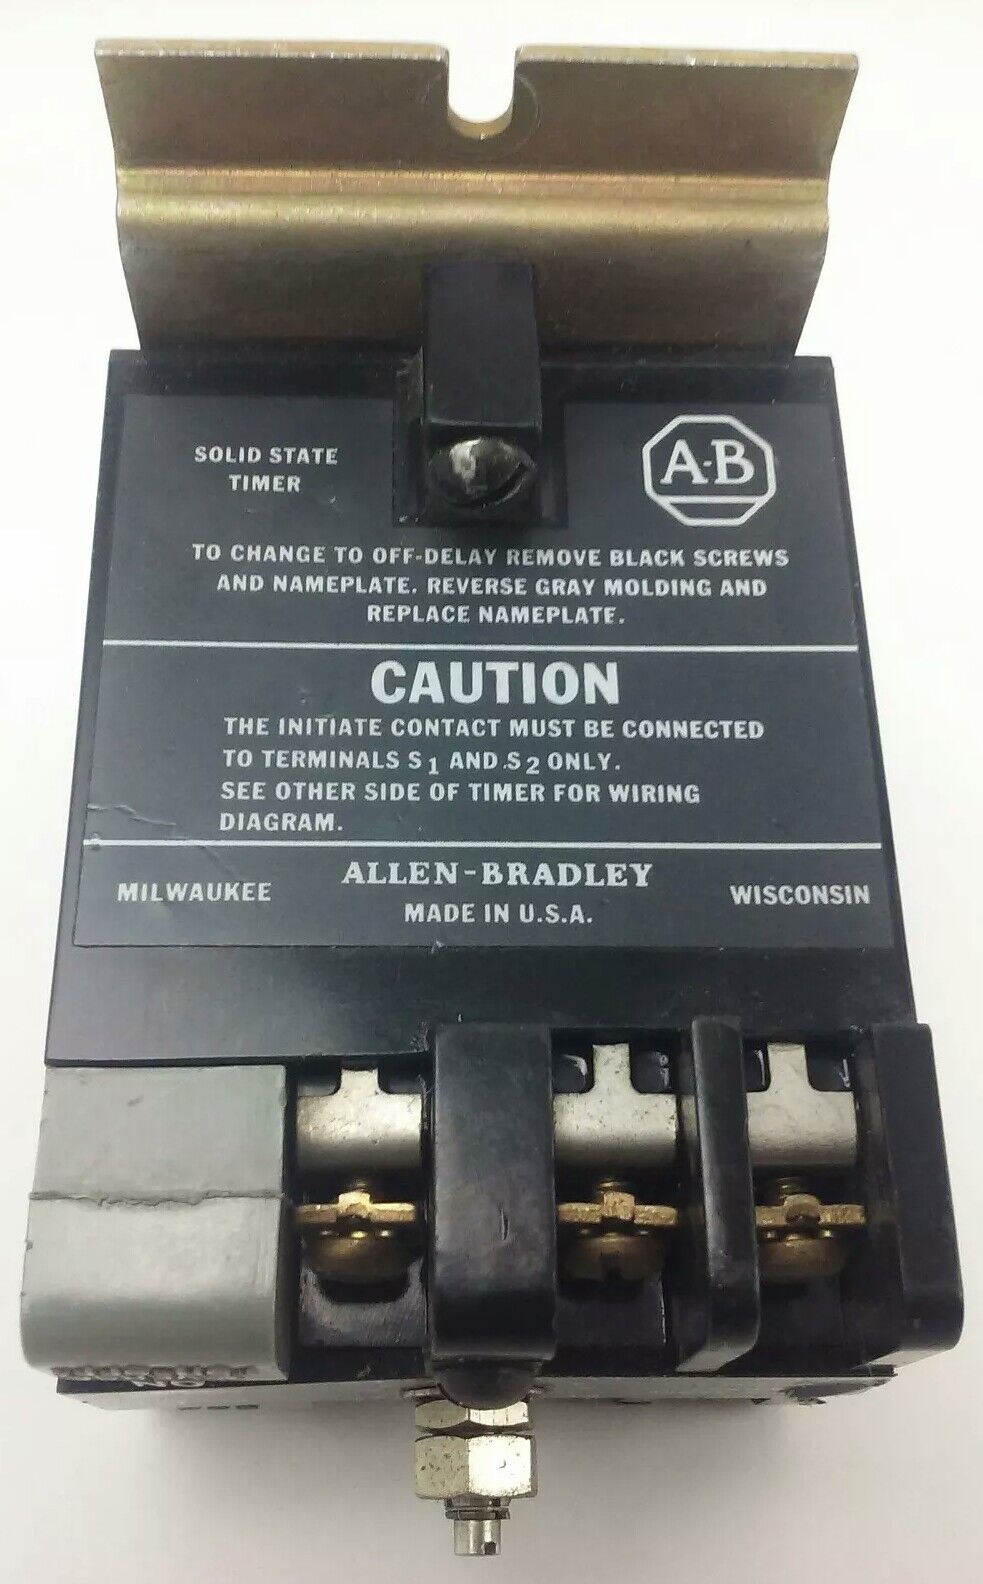 SOLID STATE
TIMER
A-B
TO CHANGE TO OFF-DELAY REMOVE BLACK SCREWS
AND NAMEPLATE. REVERSE GRAY MOLDING AND
REPLACE NAMEPLATE.
CAUTION
THE INITIATE CONTACT MUST BE CONNECTED
TO TERMINALS S1 AND S2 ONLY.
SEE OTHER SIDE OF TIMER FOR WIRING
DIAGRAM.
ALLEN-BRADLEY
MILWAUKEE WISCONSIN
MADE IN U.S.A.